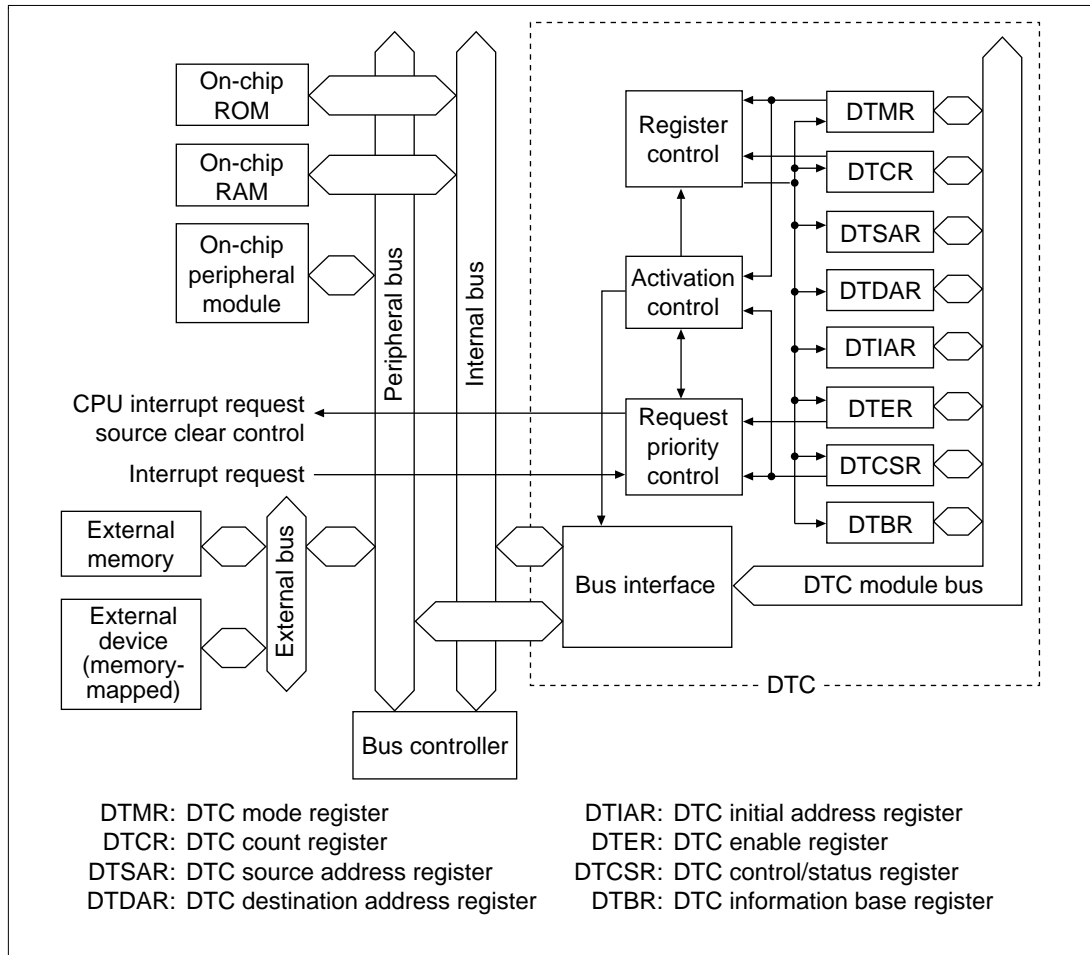 On-chip
ROM
On-chip
RAM
On-chip
peripheral
module
Peripheral bus
Internal bus
Register
control
Activation
control
Request
priority
control
DTMR
DTCR
DTSAR
DTDAR
DTIAR
DTER
DTCSR
DTBR
CPU interrupt request
source clear control
Interrupt request
External
memory
External
device
(memory-
mapped)
External bus
Bus interface
DTC module bus
DTC
Bus controller
DTMR: DTC mode register
DTCR: DTC count register
DTSAR: DTC source address register
DTDAR: DTC destination address register
DTIAR: DTC initial address register
DTER: DTC enable register
DTCSR: DTC control/status register
DTBR: DTC information base register